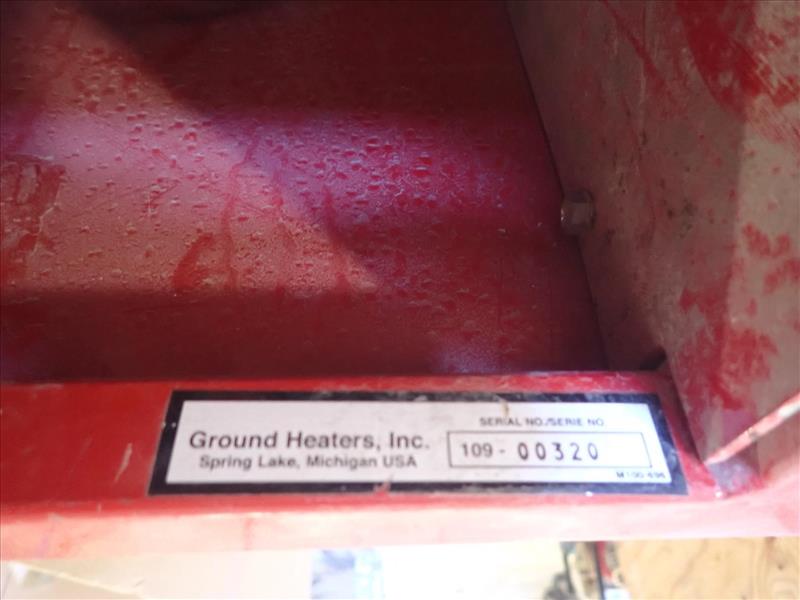 Ground Heaters, Inc.
Spring Lake, Michigan USA
SERIAL NO./SERIE NO
109 - 00320